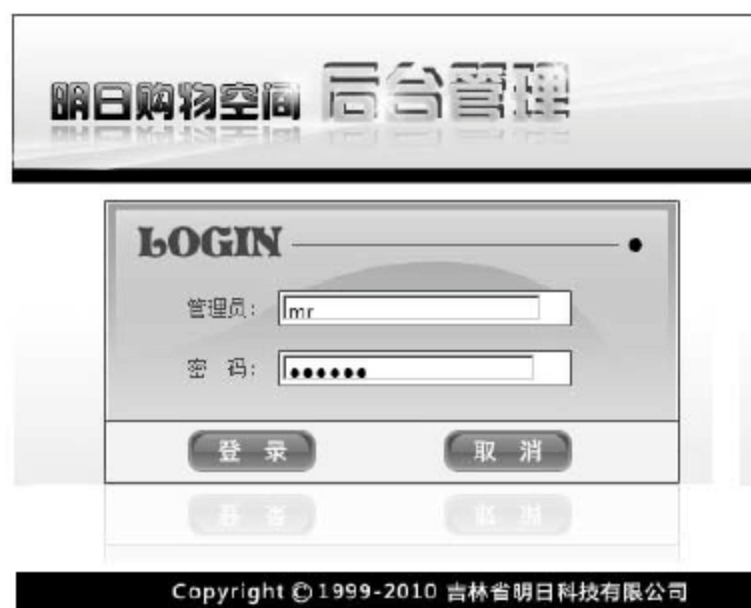 明日购物空间 后台管理
LOGIN
管理员: mr
密 码: ●●●●●●
登 录 取 消
Copyright © 1999-2010 吉林省明日科技有限公司